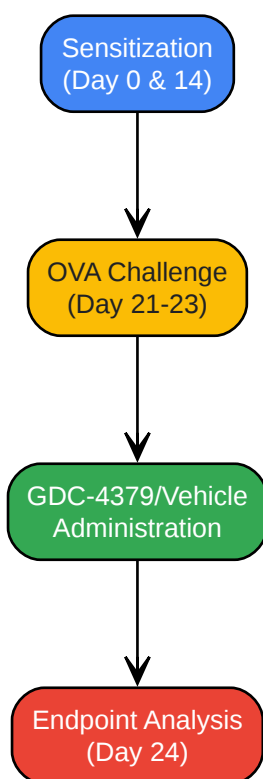 Sensitization
(Day 0 & 14)
OVA Challenge
(Day 21-23)
GDC-4379/Vehicle
Administration
Endpoint Analysis
(Day 24)